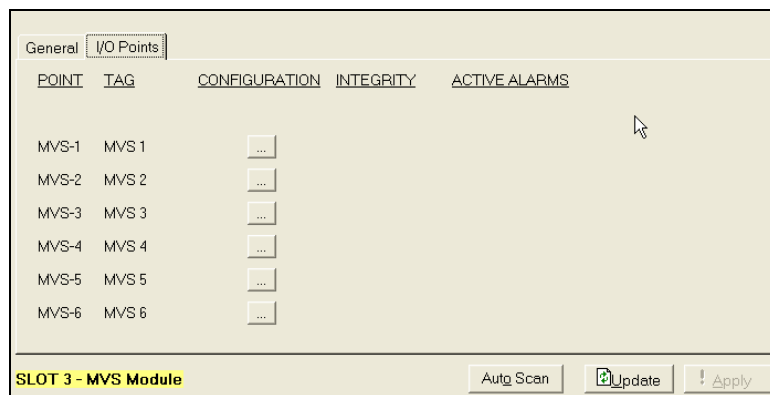 General I/O Points
POINT TAG CONFIGURATION INTEGRITY ACTIVE ALARMS
MVS-1 MVS 1 ...
MVS-2 MVS 2 ...
MVS-3 MVS 3 ...
MVS-4 MVS 4 ...
MVS-5 MVS 5 ...
MVS-6 MVS 6 ...
SLOT 3 - MVS Module Auto Scan Update ! Apply